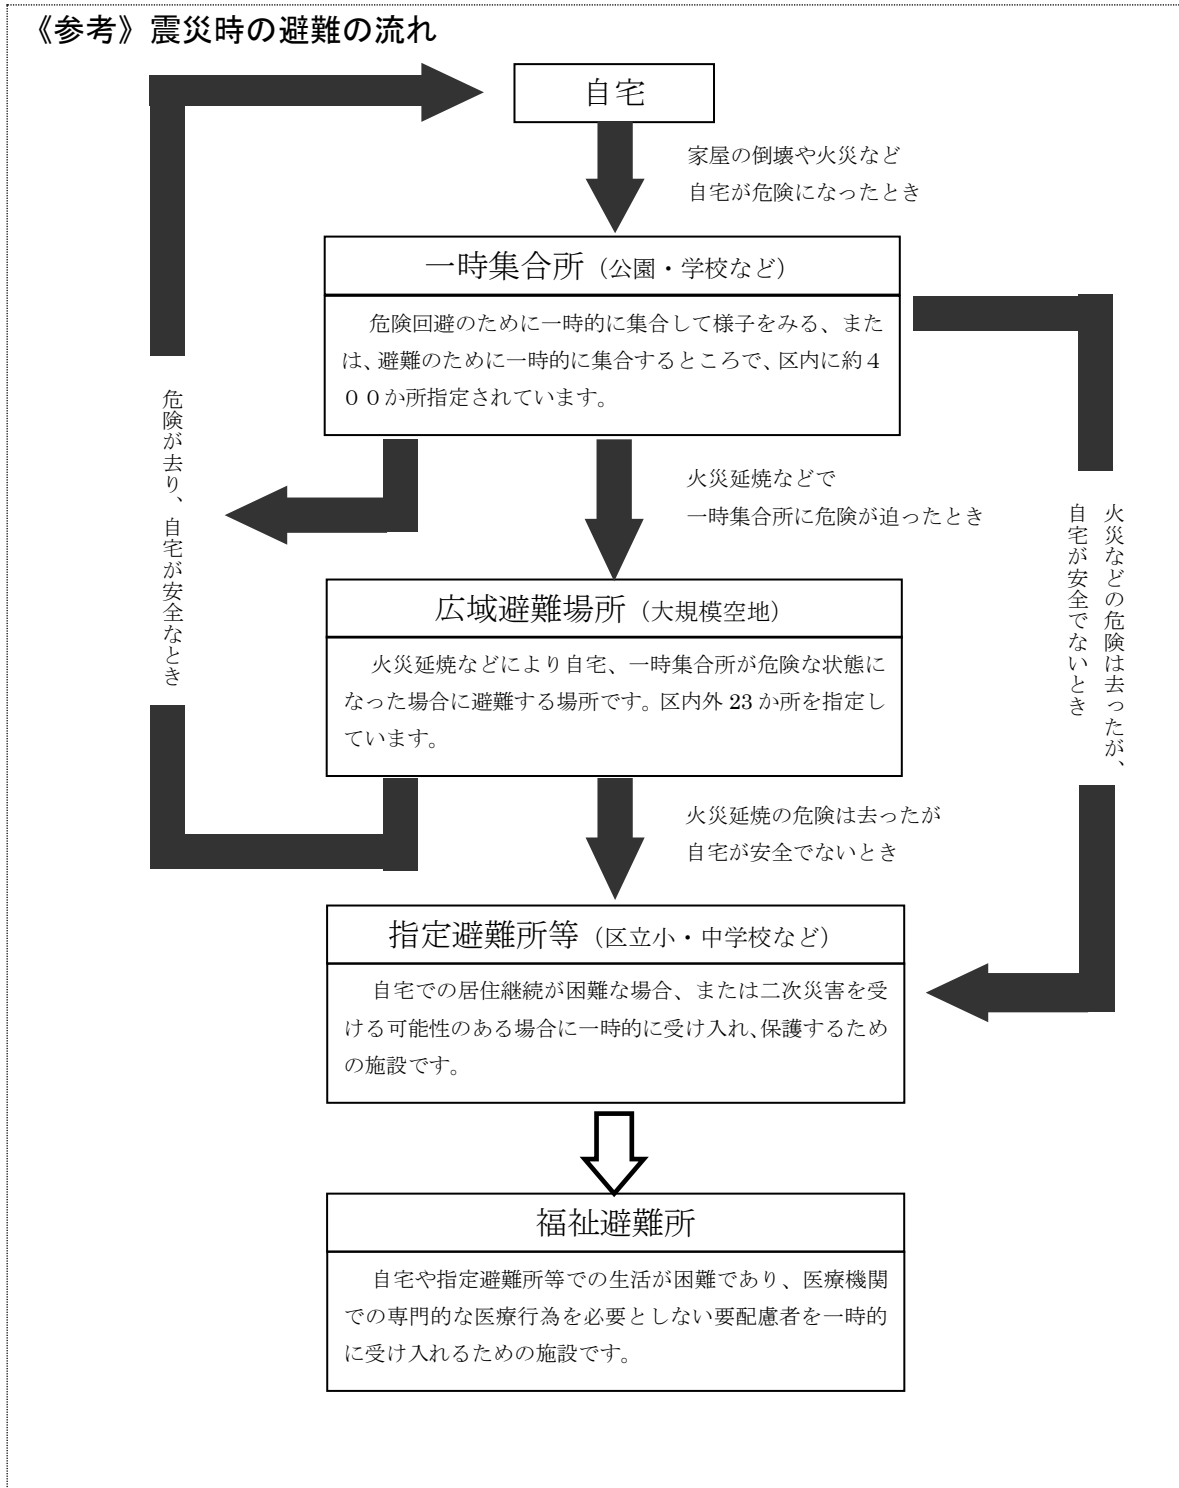 《参考》震災時の避難の流れ
自宅
家屋の倒壊や火災など
自宅が危険になったとき
一時集合所（公園・学校など）
危険回避のために一時的に集合して様子をみる、また
は、避難のために一時的に集合するところで、区内に約４
００か所指定されています。
危険が去り、自宅が安全なとき
火災延焼などで
一時集合所に危険が迫ったとき
火災などの危険は去ったが、
自宅が安全でないとき
広域避難場所（大規模空地）
火災延焼などにより自宅、一時集合所が危険な状態に
なった場合に避難する場所です。区内外 23 か所を指定し
ています。
火災延焼の危険は去ったが
自宅が安全でないとき
指定避難所等（区立小・中学校など）
自宅での居住継続が困難な場合、または二次災害を受
ける可能性のある場合に一時的に受け入れ、保護するため
の施設です。
福祉避難所
自宅や指定避難所等での生活が困難であり、医療機関
での専門的な医療行為を必要としない要配慮者を一時的
に受け入れるための施設です。